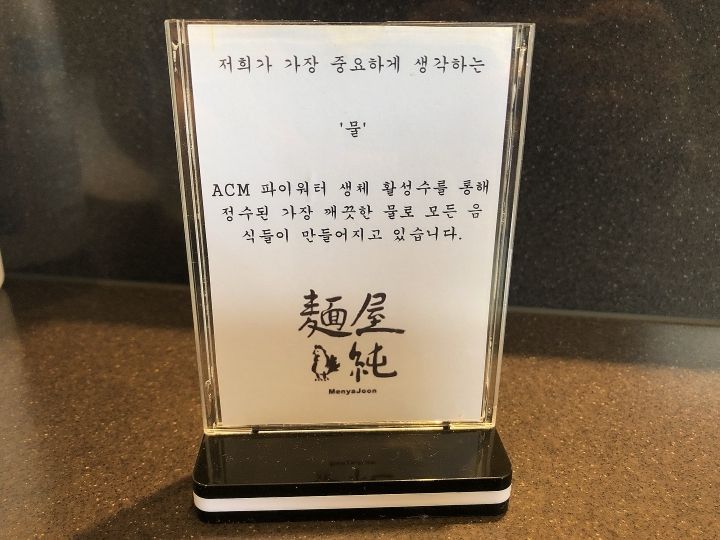 저희가 가장 중요하게 생각하는
'물'
ACM 파이워터 생체 활성수를 통해
정수된 가장 깨끗한 물로 모든 음
식들이 만들어지고 있습니다.
麺屋
純
MenyaJoon